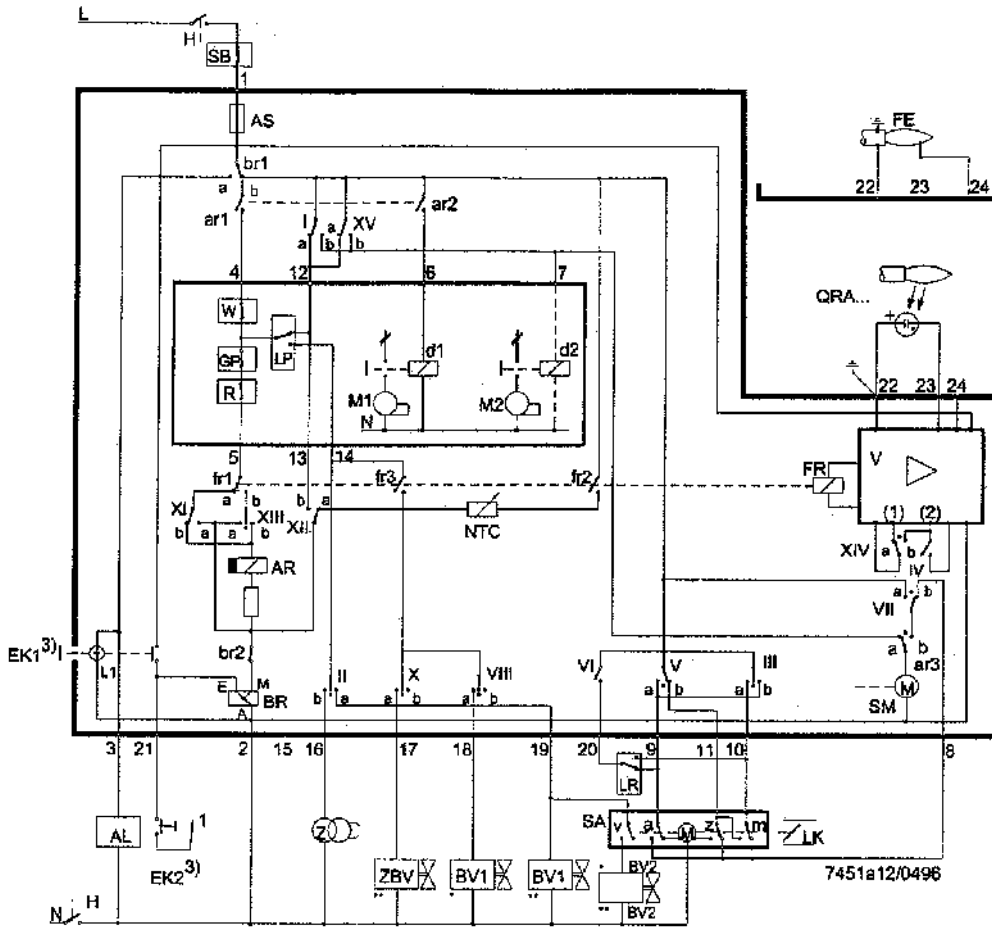 L
H
SB
1
AS
FE
22 23 24
br1
a b
ar1
ar2
I
a
XV
a b b
4 12 6 7
W
LP
GP
R
d1
d2
M1
M2
N
QRA...
+
22 23 24
5 13 14
V
FR
(1) (2)
fr1
fr3
fr2
a b
b a
XI
b a
XIII
a b
XII
NTC
XIV
a b
IV
AR
a b
VII
a b
ar3
EK1 3)
L1
br2
E M
BR
A
II
b a
X
a b
VIII
a b
VI
V
a b
III
a b
M
SM
3 21 2 15 16 17 18 19 20 9 11 10 8
LR
AL
1
EK2 3)
Z
SA
v a M z m
LK
ZBV
BV1
BV1
BV2
BV2
**
*
**
*
**
7451a12/0496
N H